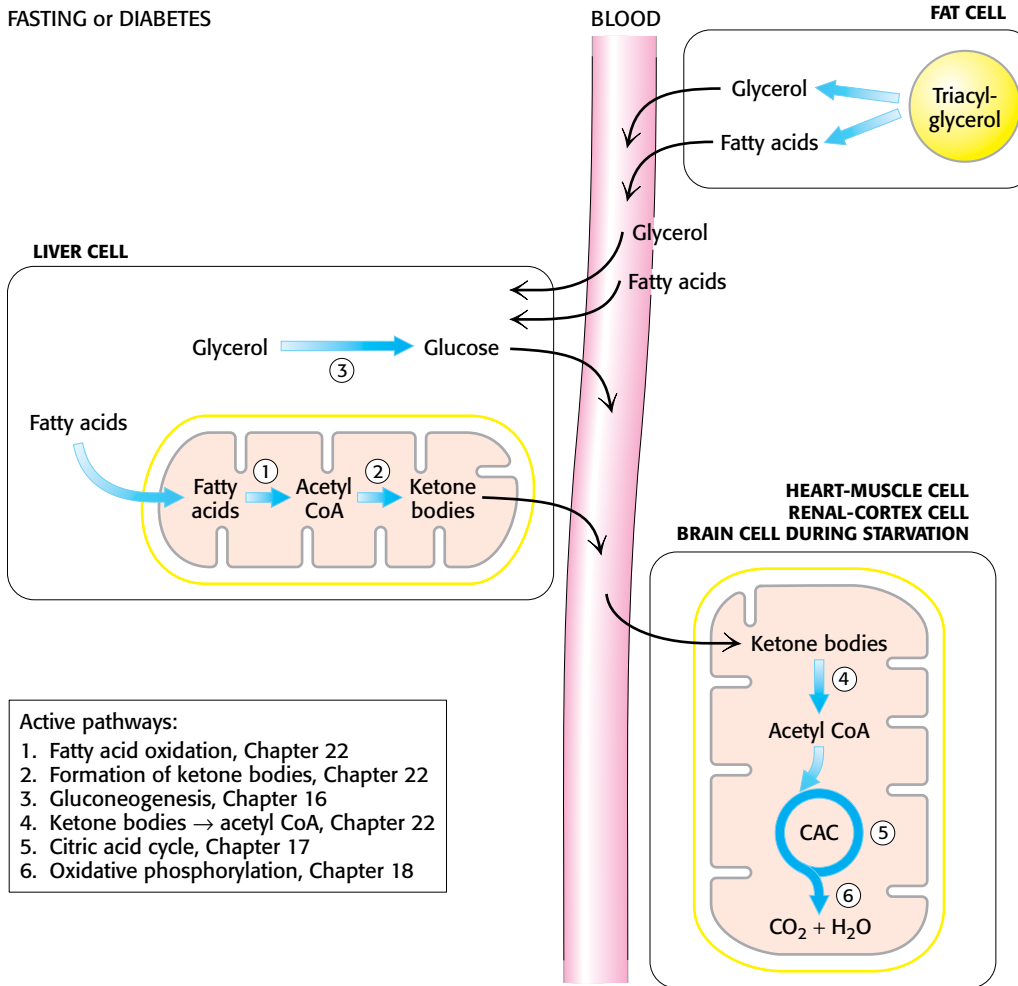 FASTING or DIABETES
BLOOD
FAT CELL
Glycerol
Fatty acids
Triacyl-
glycerol
Glycerol
Fatty acids
LIVER CELL
Glycerol
3
Glucose
Fatty acids
Fatty
acids
1
Acetyl
CoA
2
Ketone
bodies
HEART-MUSCLE CELL
RENAL-CORTEX CELL
BRAIN CELL DURING STARVATION
Ketone bodies
4
Acetyl CoA
CAC
5
6
CO₂ + H₂O
Active pathways:
1. Fatty acid oxidation, Chapter 22
2. Formation of ketone bodies, Chapter 22
3. Gluconeogenesis, Chapter 16
4. Ketone bodies → acetyl CoA, Chapter 22
5. Citric acid cycle, Chapter 17
6. Oxidative phosphorylation, Chapter 18